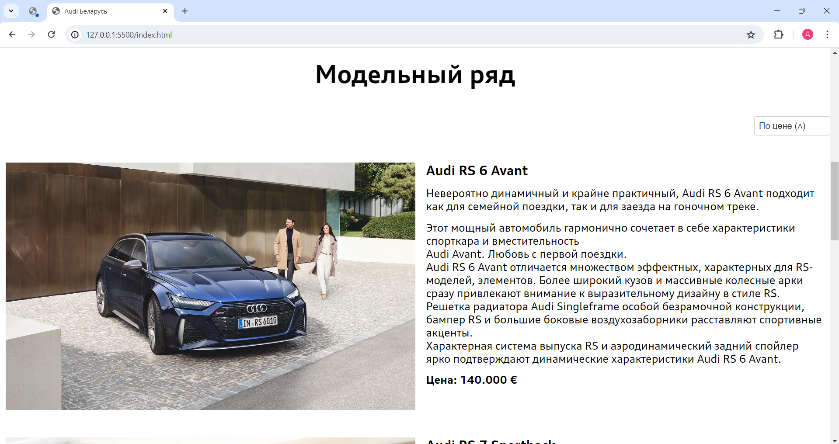 Audi Беларусь
127.0.0.1:5500/index.html
A
Модельный ряд
По цене (Λ)
Audi RS 6 Avant
Невероятно динамичный и крайне практичный, Audi RS 6 Avant подходит
как для семейной поездки, так и для заезда на гоночном треке.
Этот мощный автомобиль гармонично сочетает в себе характеристики
спорткара и вместительность
Audi Avant. Любовь с первой поездки.
Audi RS 6 Avant отличается множеством эффектных, характерных для RS-
моделей, элементов. Более широкий кузов и массивные колесные арки
сразу привлекают внимание к выразительному дизайну в стиле RS.
Решетка радиатора Audi Singleframe особой безрамочной конструкции,
бампер RS и большие боковые воздухозаборники расставляют спортивные
акценты.
Характерная система выпуска RS и аэродинамический задний спойлер
ярко подтверждают динамические характеристики Audi RS 6 Avant.
Цена: 140.000 €
IN·RS 6019
Audi RS 7 Sportback